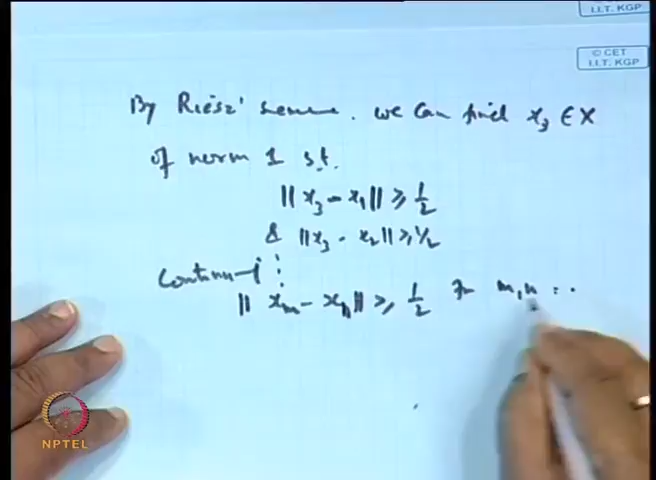 I.I.T. KGP
© CET
I.I.T. KGP
By Riesz' lemma. we can find x₃ ∈ X
of norm 1 s.t.
|| x₃ - x₁ || ≥ 1/2
& || x₃ - x₂ || ≥ 1/2
Continuing :
|| xₘ - xₙ || ≥ 1/2 for m, n = ..
NPTEL